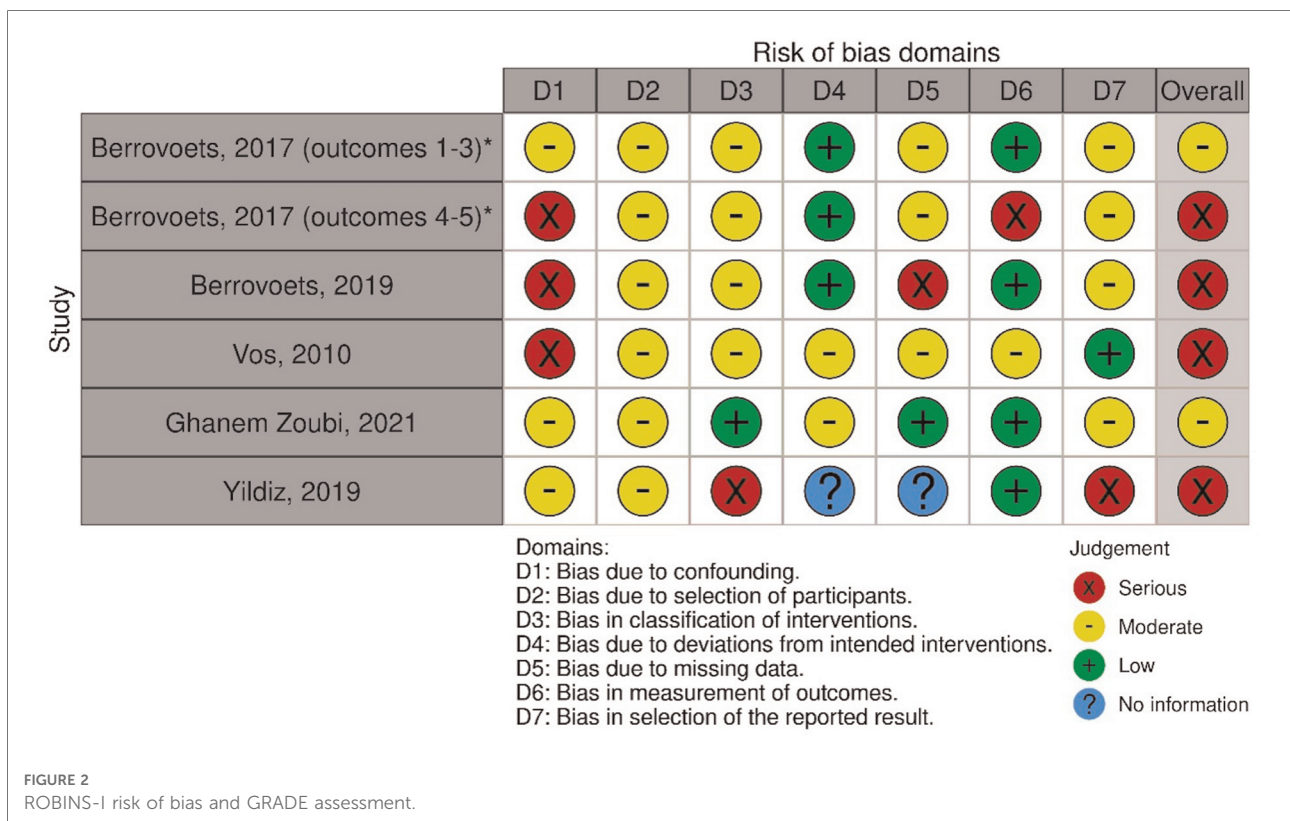 Risk of bias domains
D1 D2 D3 D4 D5 D6 D7 Overall
Study
Berrovoets, 2017 (outcomes 1-3)* - - - + - + - -
Berrovoets, 2017 (outcomes 4-5)* X - - + - X - X
Berrovoets, 2019 X - - + X + - X
Vos, 2010 X - - - - - + X
Ghanem Zoubi, 2021 - - + - + + - -
Yildiz, 2019 - - X ? ? + X X
Domains:
D1: Bias due to confounding.
D2: Bias due to selection of participants.
D3: Bias in classification of interventions.
D4: Bias due to deviations from intended interventions.
D5: Bias due to missing data.
D6: Bias in measurement of outcomes.
D7: Bias in selection of the reported result.
Judgement
X Serious
- Moderate
+ Low
? No information
FIGURE 2
ROBINS-I risk of bias and GRADE assessment.